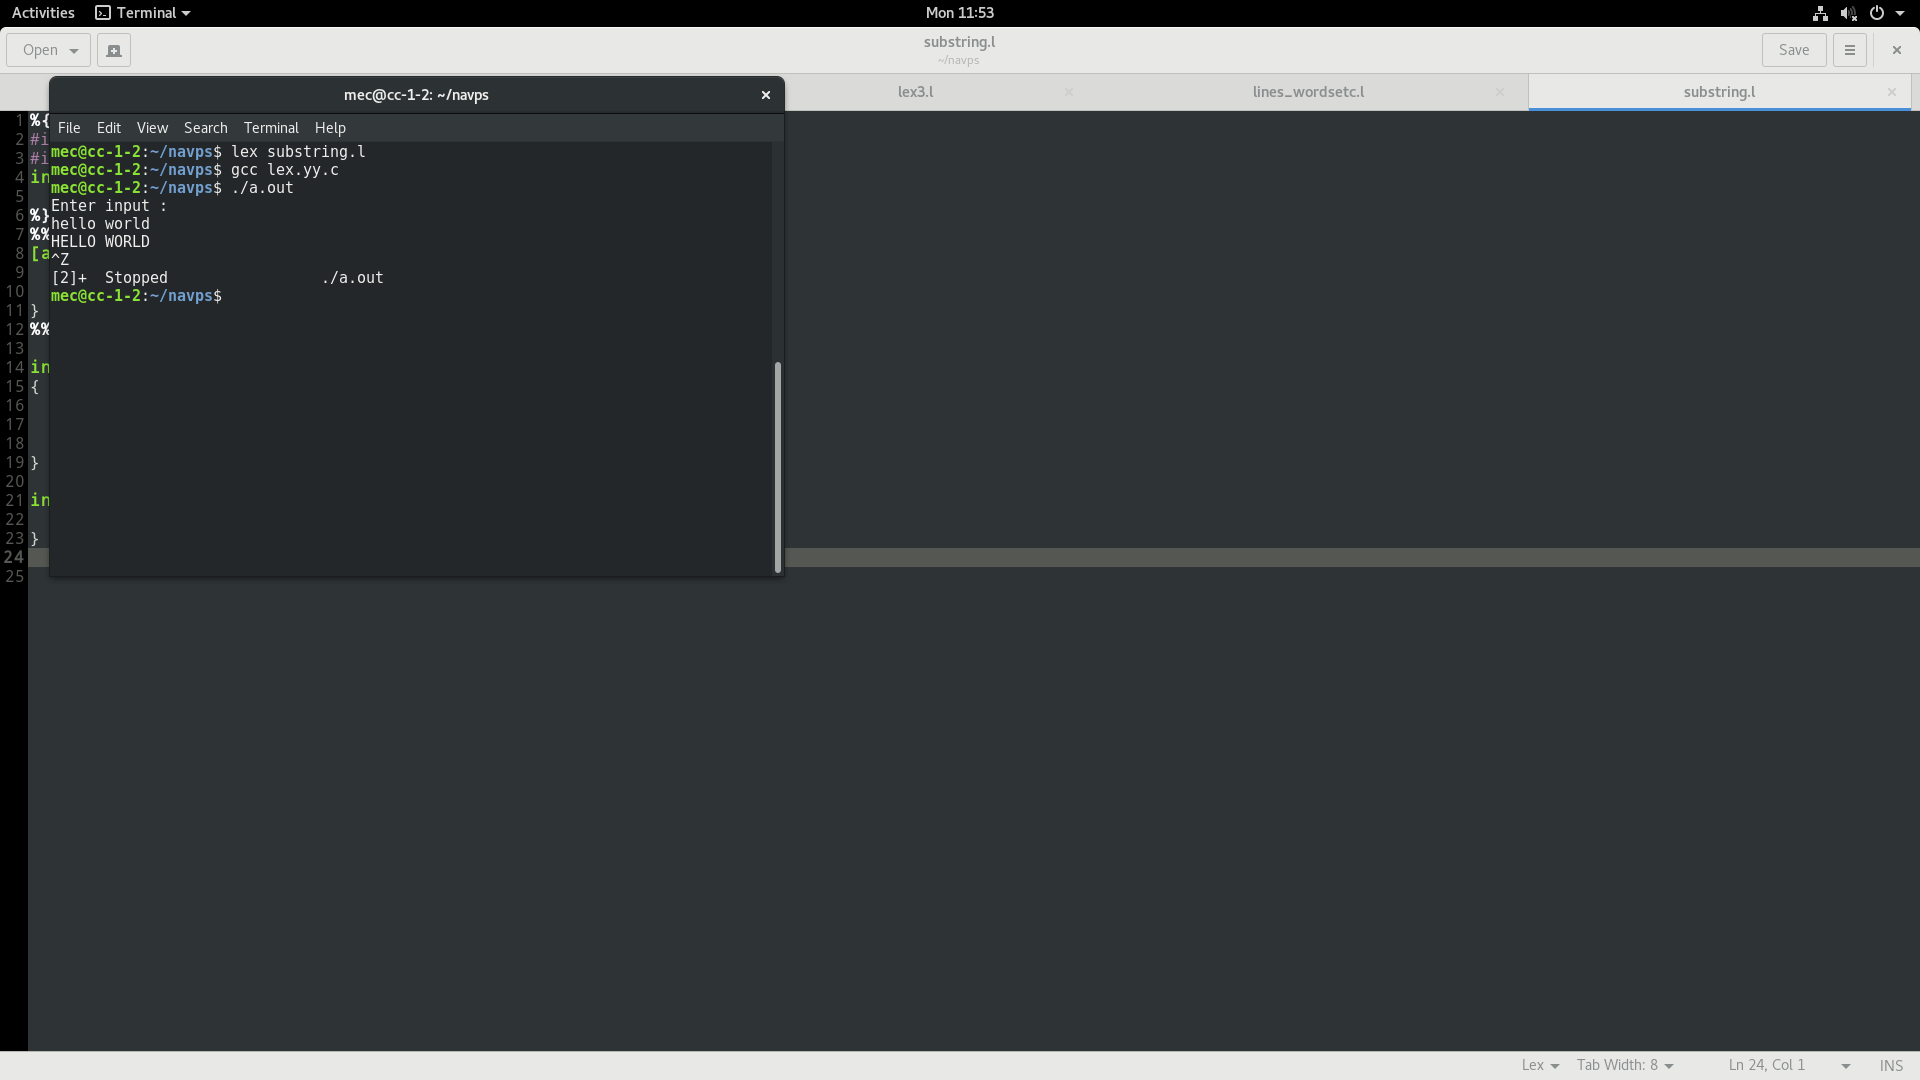 Activities Terminal Mon 11:53
Open substring.l Save
~/navps
lex3.l lines_wordsetc.l substring.l
mec@cc-1-2: ~/navps
File Edit View Search Terminal Help
mec@cc-1-2:~/navps$ lex substring.l
mec@cc-1-2:~/navps$ gcc lex.yy.c
mec@cc-1-2:~/navps$ ./a.out
Enter input :
hello world
HELLO WORLD
^Z
[2]+  Stopped                 ./a.out
mec@cc-1-2:~/navps$
1 %{
2 #i
3 #i
4 in
5
6 %}
7 %%
8 [a
9
10
11 }
12 %%
13
14 in
15 {
16
17
18
19 }
20
21 in
22
23 }
24
25
Lex Tab Width: 8 Ln 24, Col 1 INS